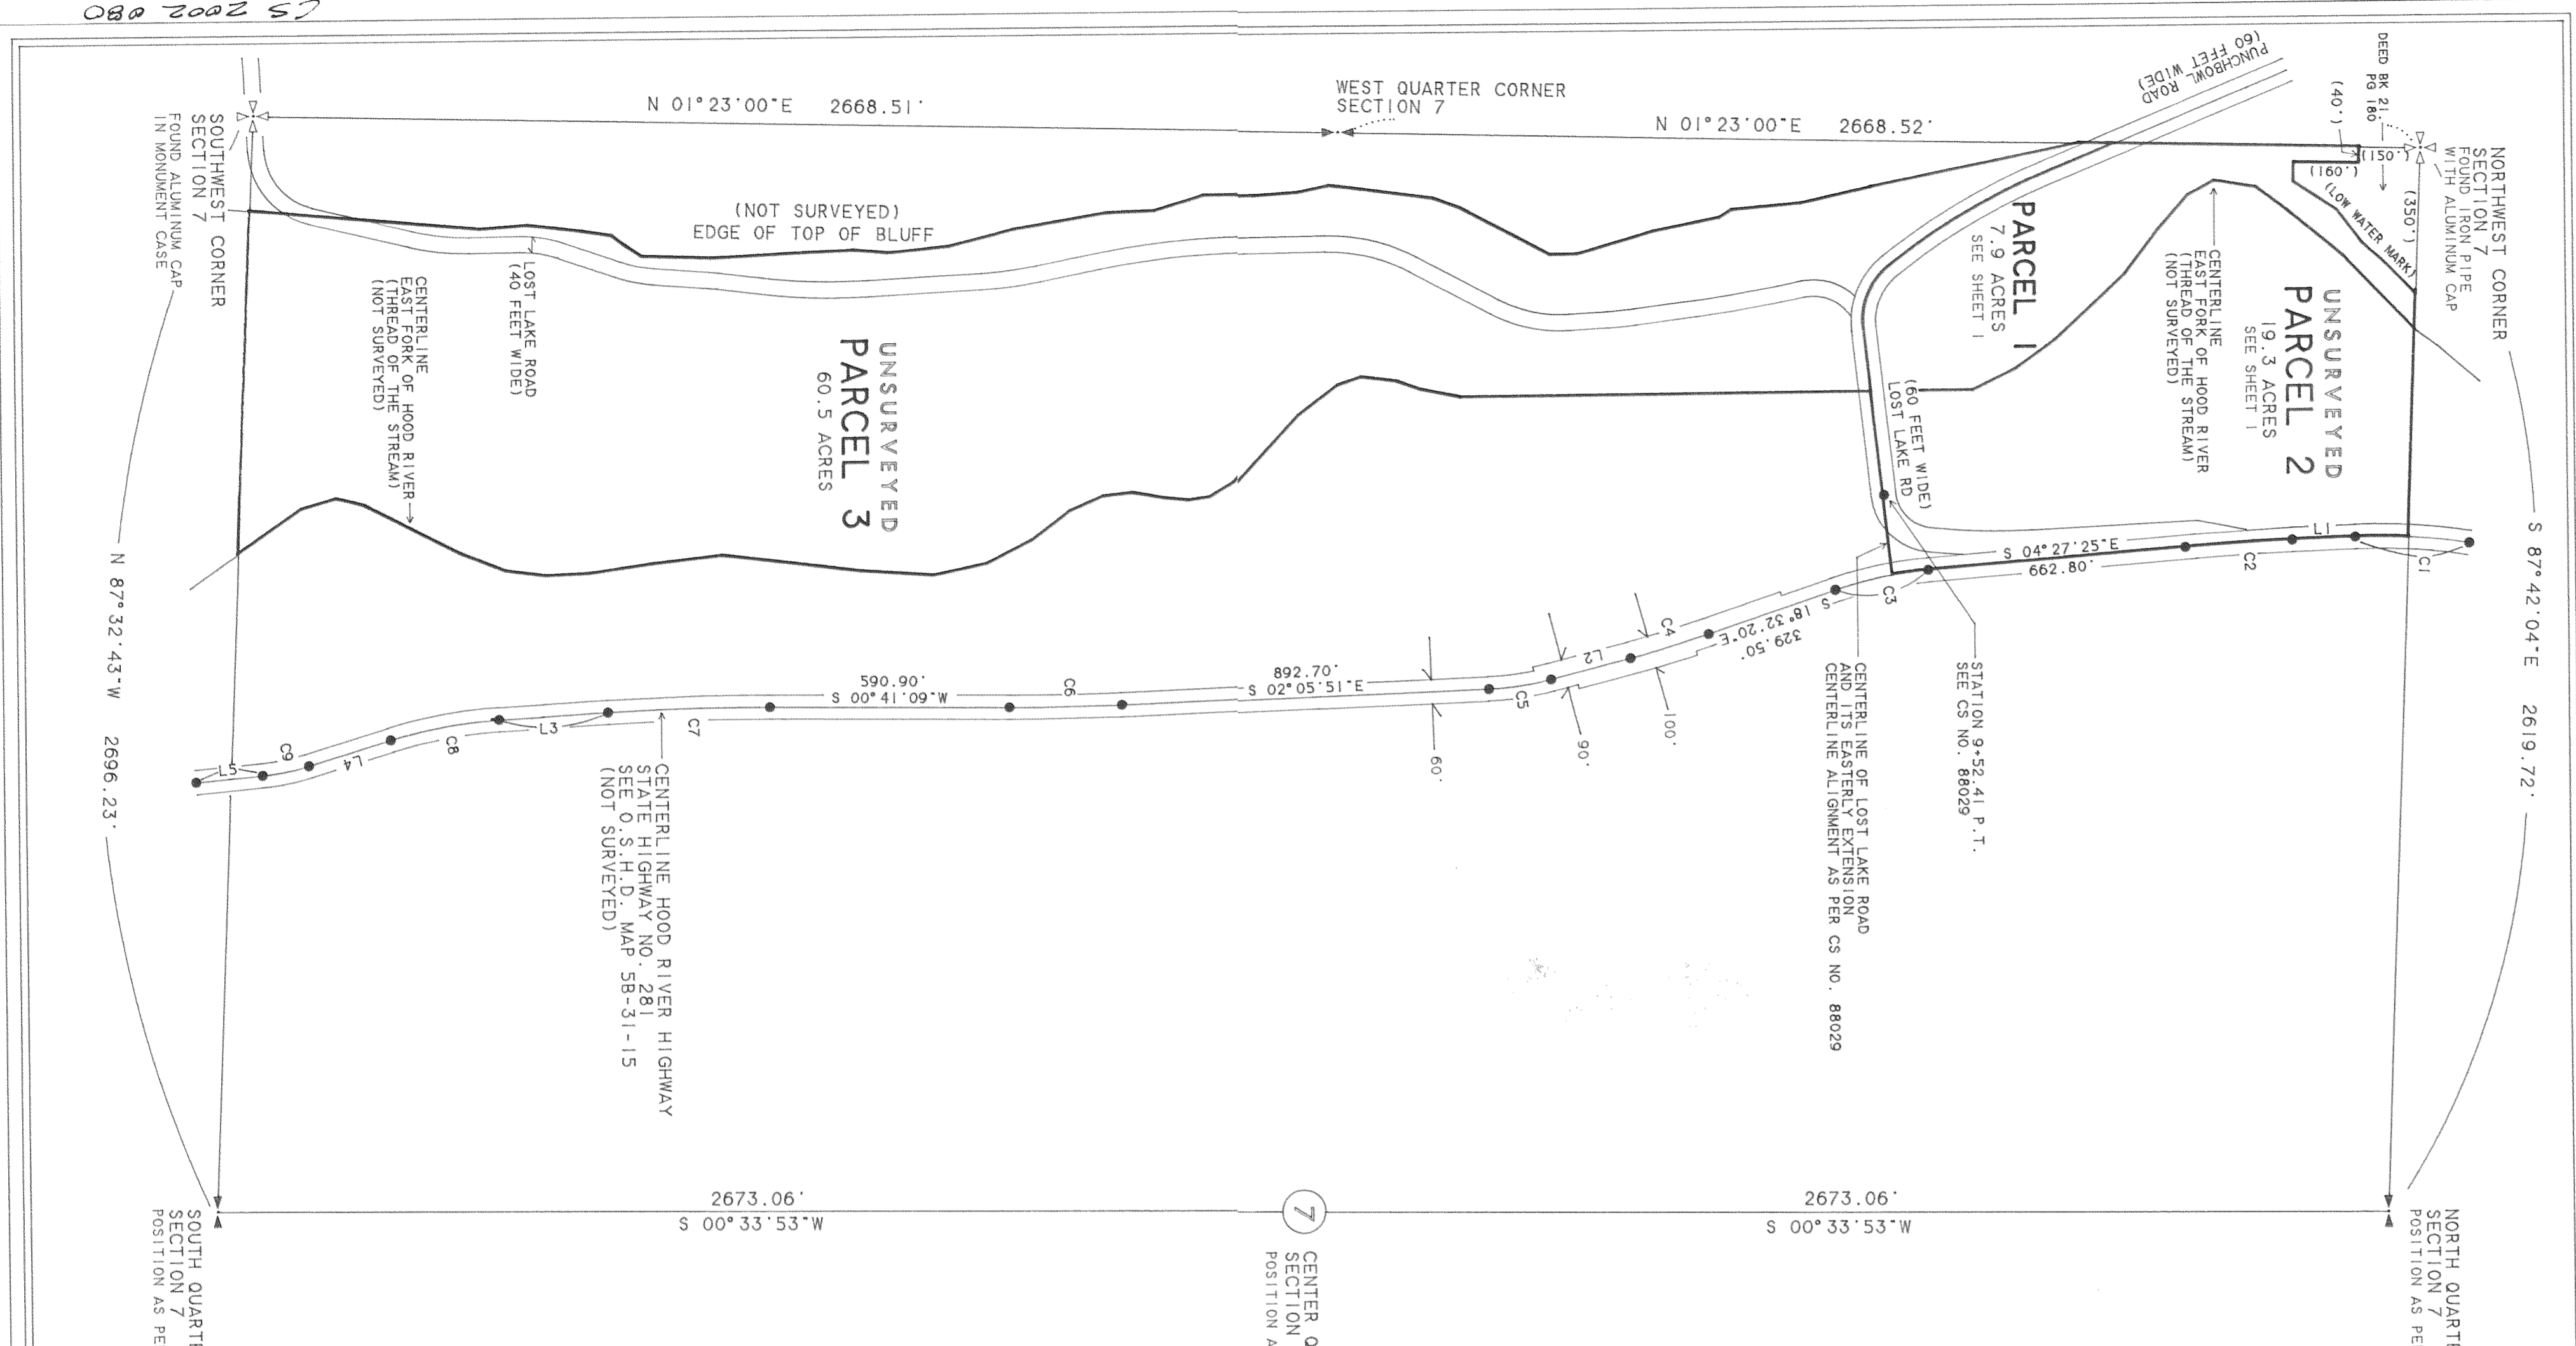 CS 2002 080
N 01°23'00"E 2668.51'
WEST QUARTER CORNER
SECTION 7
N 01°23'00"E 2668.52'
PUNCHBOWL ROAD
(60 FFET WIDE)
DEED BK 21.
PG 180
(40')
(150')
(160')
(350')
(LOW WATER MARK)
NORTHWEST CORNER
SECTION 7
FOUND IRON PIPE
WITH ALUMINUM CAP
SOUTHWEST CORNER
SECTION 7
FOUND ALUMINUM CAP
IN MONUMENT CASE
(NOT SURVEYED)
EDGE OF TOP OF BLUFF
LOST LAKE ROAD
(40 FEET WIDE)
CENTERLINE
EAST FORK OF HOOD RIVER
(THREAD OF THE STREAM)
(NOT SURVEYED)
UNSURVEYED
PARCEL 3
60.5 ACRES
PARCEL 1
7.9 ACRES
SEE SHEET 1
CENTERLINE
EAST FORK OF HOOD RIVER
(THREAD OF THE STREAM)
(NOT SURVEYED)
UNSURVEYED
PARCEL 2
19.3 ACRES
SEE SHEET 1
(60 FEET WIDE)
LOST LAKE RD
S 87°42'04"E 2619.72'
N 87°32'43"W 2696.23'
L1
C1
C2
S 04°27'25"E
662.80'
C3
S 18°32'20"E
329.50'
C4
L2
C5
892.70'
S 02°05'51"E
C6
590.90'
S 00°41'09"W
C7
L3
C8
L4
C9
L5
60'
90'
100'
STATION 9+52.41 P.T.
SEE CS NO. 88029
CENTERLINE OF LOST LAKE ROAD
AND ITS EASTERLY EXTENSION
CENTERLINE ALIGNMENT AS PER CS NO. 88029
CENTERLINE HOOD RIVER HIGHWAY
STATE HIGHWAY NO. 281
SEE O.S.H.D. MAP 5B-31-15
(NOT SURVEYED)
2673.06'
S 00°33'53"W
7
2673.06'
S 00°33'53"W
SOUTH QUARTE
SECTION 7
POSITION AS PE
CENTER Q
SECTION
POSITION A
NORTH QUARTE
SECTION 7
POSITION AS PE